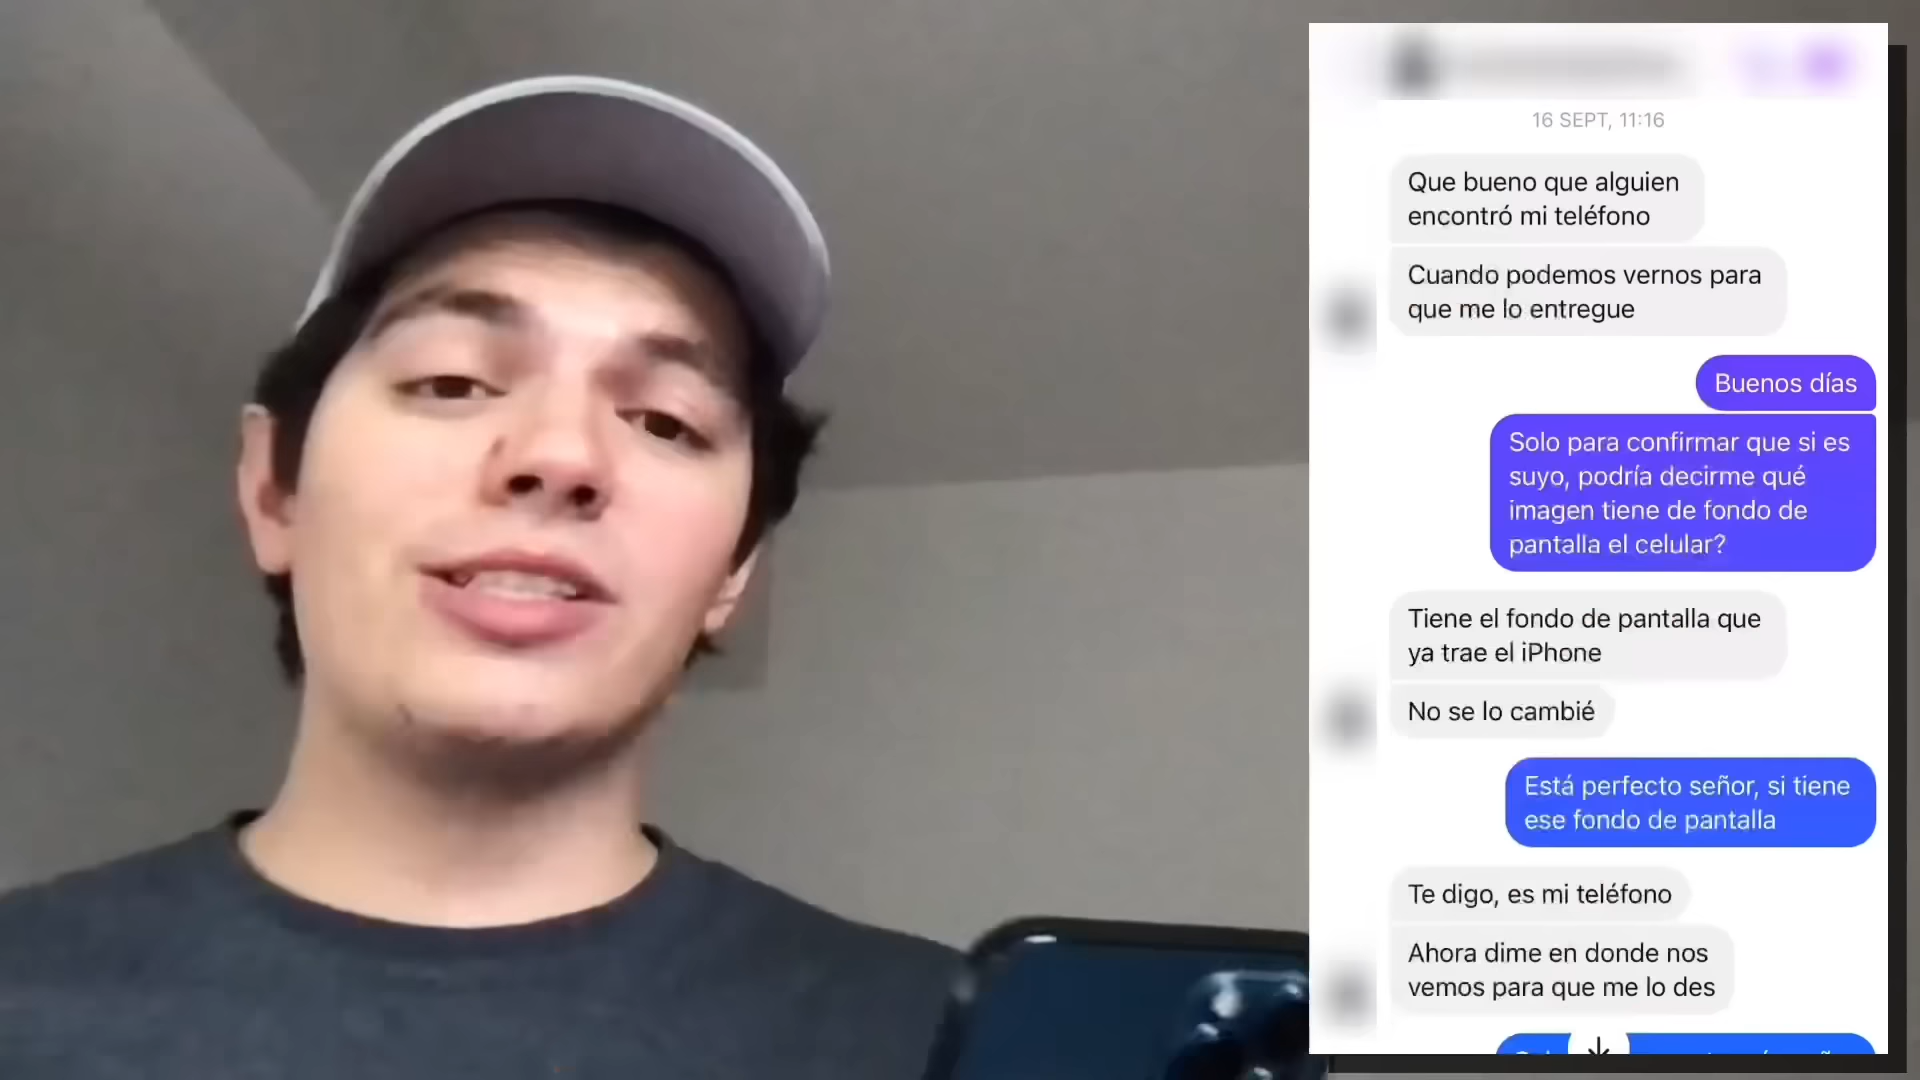 16 SEPT, 11:16
Que bueno que alguien
encontró mi teléfono
Cuando podemos vernos para
que me lo entregue
Buenos días
Solo para confirmar que si es
suyo, podría decirme qué
imagen tiene de fondo de
pantalla el celular?
Tiene el fondo de pantalla que
ya trae el iPhone
No se lo cambié
Está perfecto señor, si tiene
ese fondo de pantalla
Te digo, es mi teléfono
Ahora dime en donde nos
vemos para que me lo des